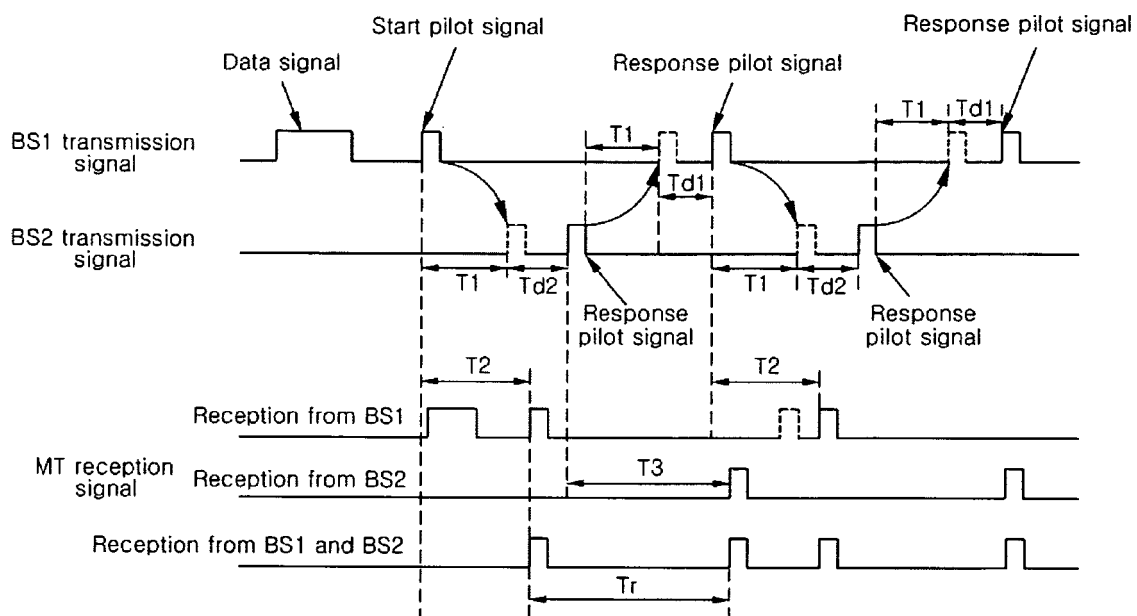 Start pilot signal
Response pilot signal
Data signal
Response pilot signal
T1
Td1
BS1 transmission
signal
T1
Td1
BS2 transmission
signal
T1
Td2
T1
Td2
Response
pilot signal
Response
pilot signal
T2
T2
Reception from BS1
MT reception
signal
T3
Reception from BS2
Reception from BS1 and BS2
Tr